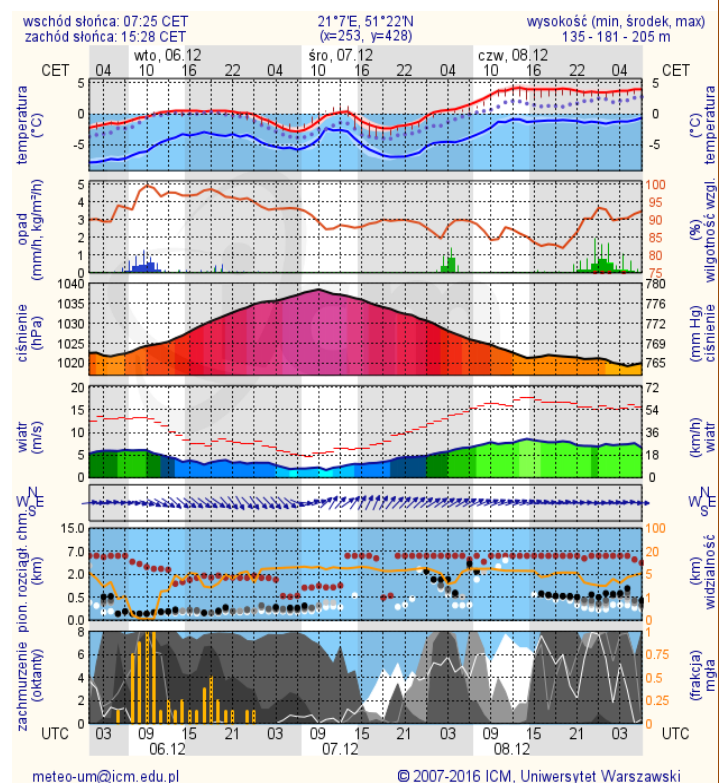 wschód słońca: 07:25 CET 21°7'E, 51°22'N wysokość (min, środek, max)
zachód słońca: 15:28 CET (x=253, y=428) 135 - 181 - 205 m
wto, 06.12 śro, 07.12 czw, 08.12
CET 04 10 16 22 04 10 16 22 04 10 16 22 04 CET
temperatura (°C)
5
0
-5
5
0
-5
temperatura (°C)
opad (mm/h, kg/m²/h)
5
4
3
2
1
0
100
95
90
85
80
75
(%) wilgotność wzgl.
ciśnienie (hPa)
1040
1035
1030
1025
1020
780
776
772
769
765
(mm Hg) ciśnienie
wiatr (m/s)
20
15
10
5
0
72
54
36
18
0
(km/h) wiatr
N
W E
S
N
W E
S
pion. rozciągł. chm. (km)
15.0
7.0
2.0
0.5
0.0
100
20
5
1
0
(km) widzialność
zachmurzenie (oktanty)
8
6
4
2
0
1
0.75
0.5
0.25
0
(frakcja) mgła
UTC 03 09 15 21 03 09 15 21 03 09 15 21 03 UTC
06.12 07.12 08.12
meteo-um@icm.edu.pl © 2007-2016 ICM, Uniwersytet Warszawski